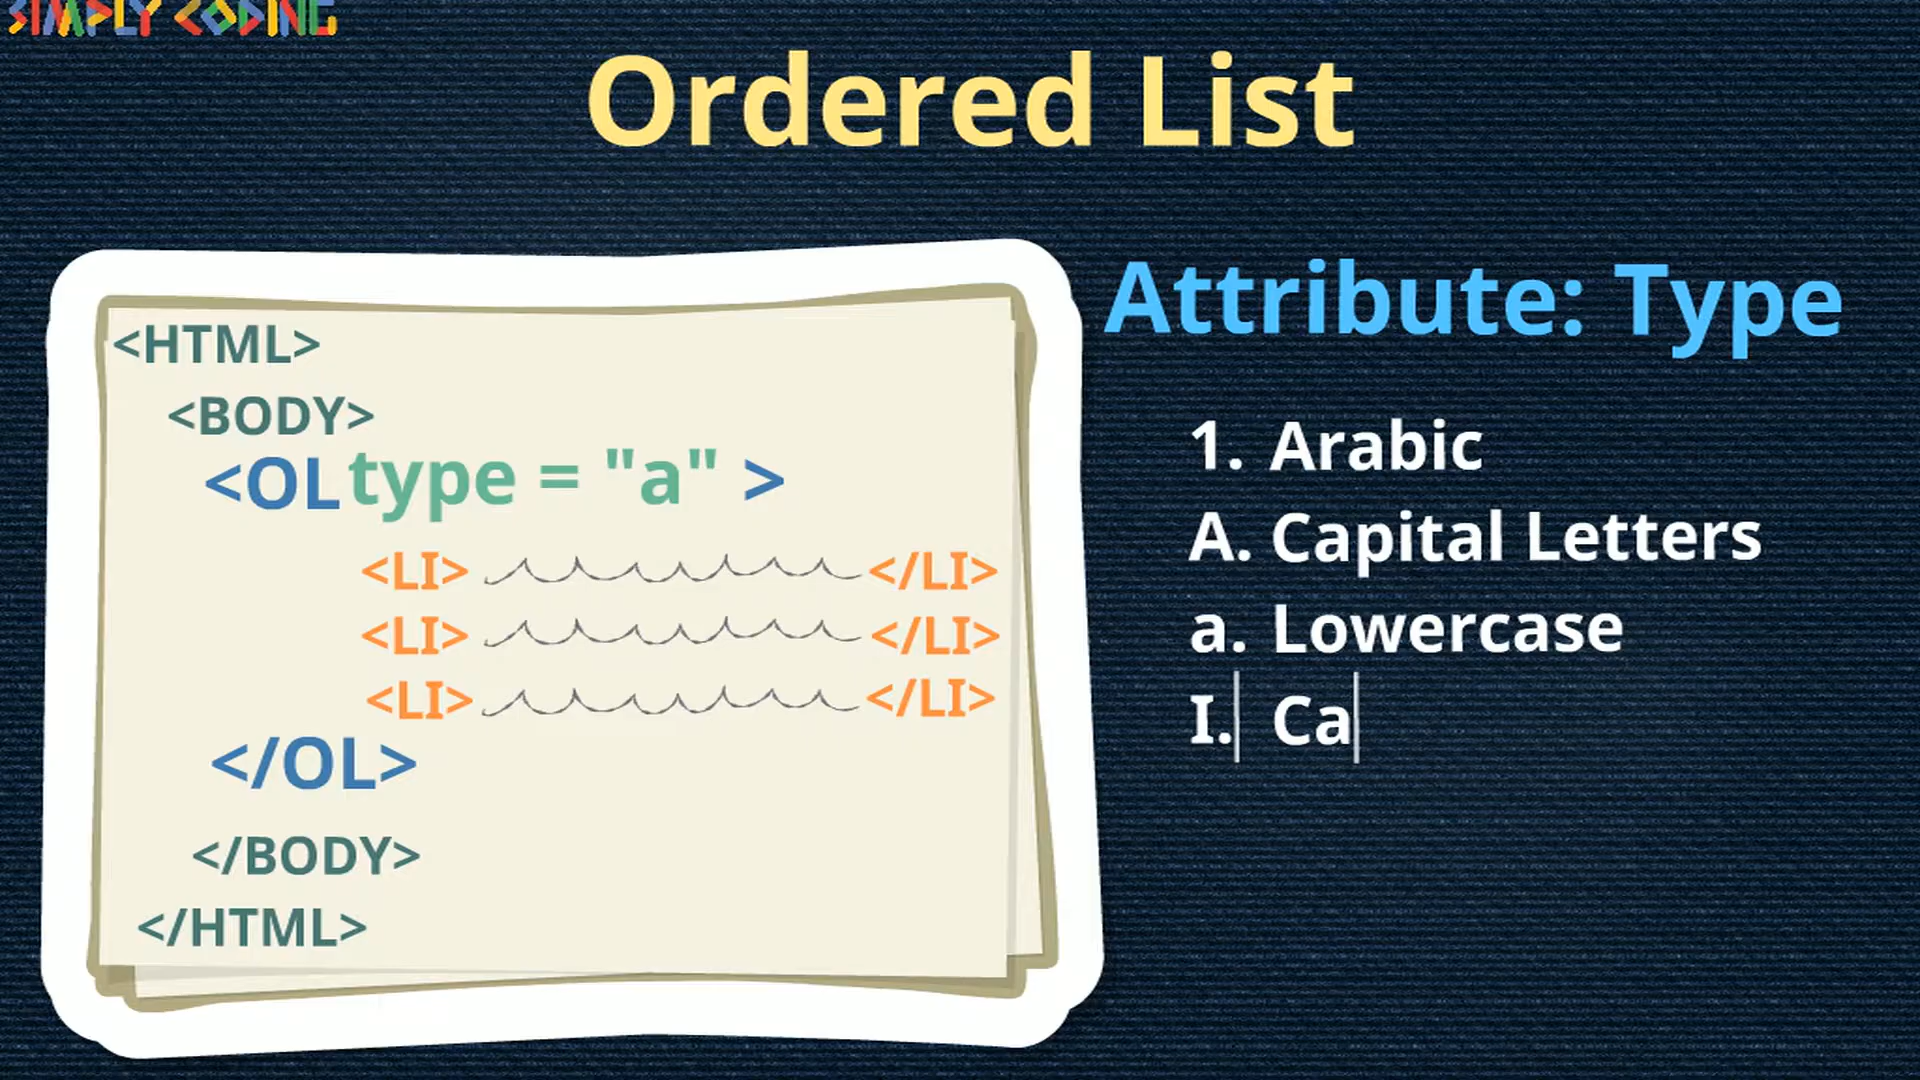 SIMPLY CODING
Ordered List
<HTML>
<BODY>
<OL type = "a" >
<LI> </LI>
<LI> </LI>
<LI> </LI>
</OL>
</BODY>
</HTML>
Attribute: Type
1. Arabic
A. Capital Letters
a. Lowercase
I. Ca